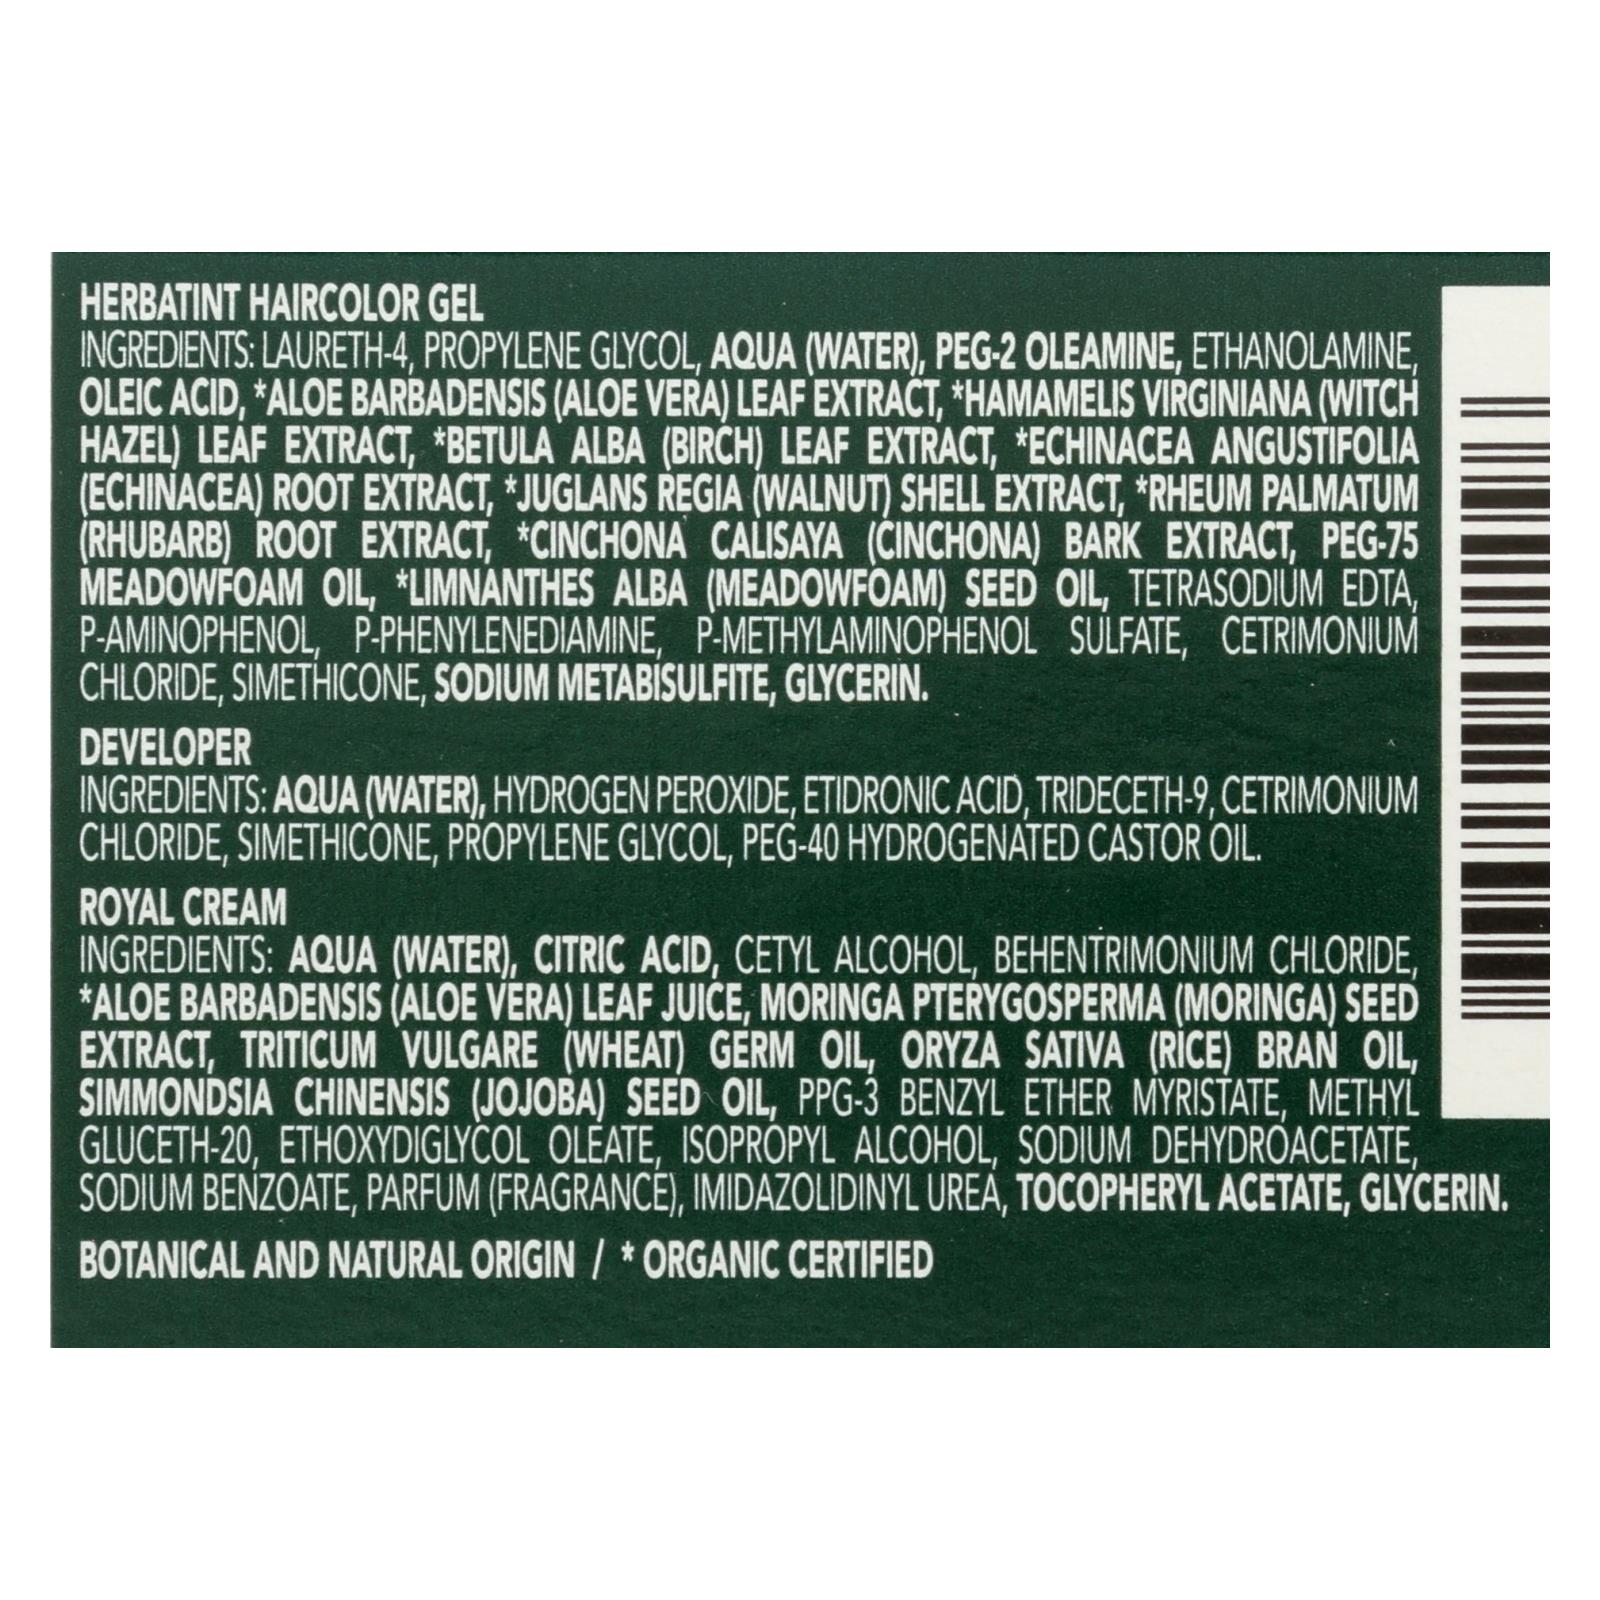 HERBATINT HAIRCOLOR GEL
INGREDIENTS: LAURETH-4, PROPYLENE GLYCOL, AQUA (WATER), PEG-2 OLEAMINE, ETHANOLAMINE,
OLEIC ACID, *ALOE BARBADENSIS (ALOE VERA) LEAF EXTRACT, *HAMAMELIS VIRGINIANA (WITCH
HAZEL) LEAF EXTRACT, *BETULA ALBA (BIRCH) LEAF EXTRACT, *ECHINACEA ANGUSTIFOLIA
(ECHINACEA) ROOT EXTRACT, *JUGLANS REGIA (WALNUT) SHELL EXTRACT, *RHEUM PALMATUM
(RHUBARB) ROOT EXTRACT, *CINCHONA CALISAYA (CINCHONA) BARK EXTRACT, PEG-75
MEADOWFOAM OIL, *LIMNANTHES ALBA (MEADOWFOAM) SEED OIL, TETRASODIUM EDTA,
P-AMINOPHENOL, P-PHENYLENEDIAMINE, P-METHYLAMINOPHENOL SULFATE, CETRIMONIUM
CHLORIDE, SIMETHICONE, SODIUM METABISULFITE, GLYCERIN.
DEVELOPER
INGREDIENTS: AQUA (WATER), HYDROGEN PEROXIDE, ETIDRONIC ACID, TRIDECETH-9, CETRIMONIUM
CHLORIDE, SIMETHICONE, PROPYLENE GLYCOL, PEG-40 HYDROGENATED CASTOR OIL.
ROYAL CREAM
INGREDIENTS: AQUA (WATER), CITRIC ACID, CETYL ALCOHOL, BEHENTRIMONIUM CHLORIDE,
*ALOE BARBADENSIS (ALOE VERA) LEAF JUICE, MORINGA PTERYGOSPERMA (MORINGA) SEED
EXTRACT, TRITICUM VULGARE (WHEAT) GERM OIL, ORYZA SATIVA (RICE) BRAN OIL,
SIMMONDSIA CHINENSIS (JOJOBA) SEED OIL, PPG-3 BENZYL ETHER MYRISTATE, METHYL
GLUCETH-20, ETHOXYDIGLYCOL OLEATE, ISOPROPYL ALCOHOL, SODIUM DEHYDROACETATE,
SODIUM BENZOATE, PARFUM (FRAGRANCE), IMIDAZOLIDINYL UREA, TOCOPHERYL ACETATE, GLYCERIN.
BOTANICAL AND NATURAL ORIGIN / * ORGANIC CERTIFIED